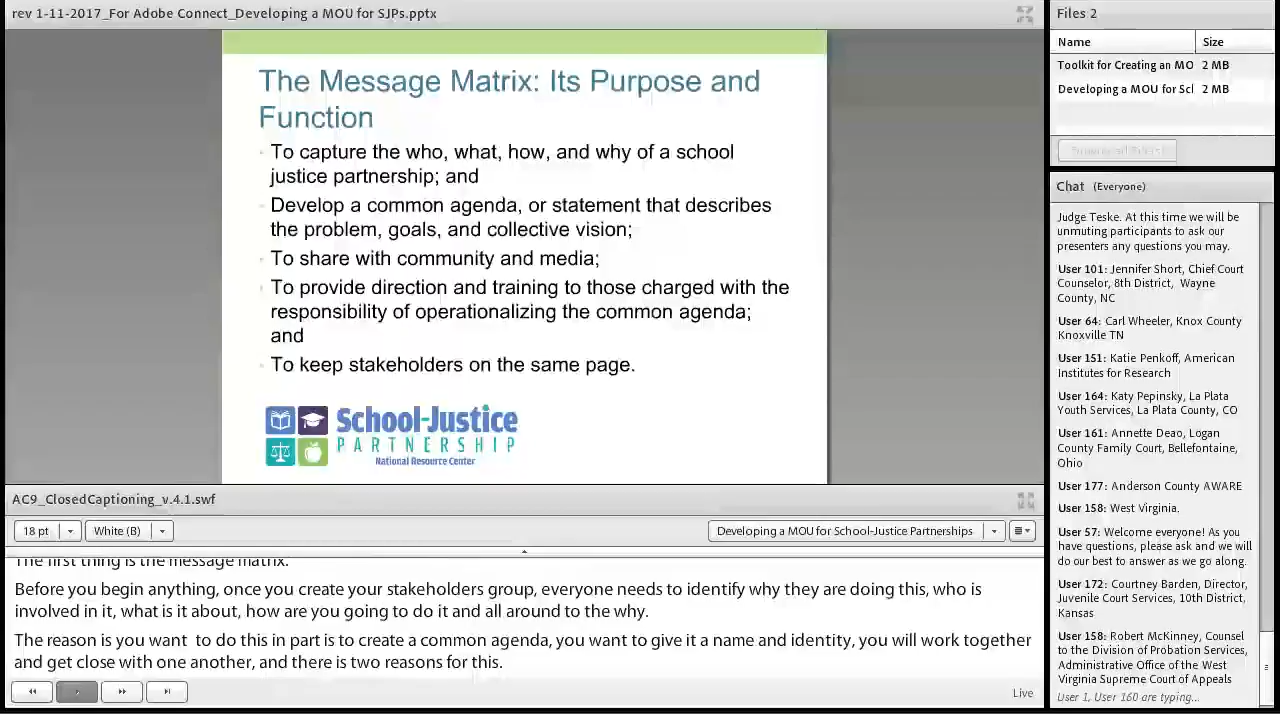 rev 1-11-2017_For Adobe Connect_Developing a MOU for SJPs.pptx
The Message Matrix: Its Purpose and
Function
To capture the who, what, how, and why of a school
justice partnership; and
Develop a common agenda, or statement that describes
the problem, goals, and collective vision;
To share with community and media;
To provide direction and training to those charged with the
responsibility of operationalizing the common agenda;
and
To keep stakeholders on the same page.
School-Justice
PARTNERSHIP
National Resource Center
AC9_ClosedCaptioning_v.4.1.swf
18 pt
White (B)
Developing a MOU for School-Justice Partnerships
The first thing is the message matrix.
Before you begin anything, once you create your stakeholders group, everyone needs to identify why they are doing this, who is
involved in it, what is it about, how are you going to do it and all around to the why.
The reason is you want to do this in part is to create a common agenda, you want to give it a name and identity, you will work together
and get close with one another, and there is two reasons for this.
Live
Files 2
Name Size
Toolkit for Creating an MO 2 MB
Developing a MOU for Scl 2 MB
Chat (Everyone)
Judge Teske. At this time we will be
unmuting participants to ask our
presenters any questions you may.
User 101: Jennifer Short, Chief Court
Counselor, 8th District, Wayne
County, NC
User 64: Carl Wheeler, Knox County
Knoxville TN
User 151: Katie Penkoff, American
Institutes for Research
User 164: Katy Pepinsky, La Plata
Youth Services, La Plata County, CO
User 161: Annette Deao, Logan
County Family Court, Bellefontaine,
Ohio
User 177: Anderson County AWARE
User 158: West Virginia.
User 57: Welcome everyone! As you
have questions, please ask and we will
do our best to answer as we go along.
User 172: Courtney Barden, Director,
Juvenile Court Services, 10th District,
Kansas
User 158: Robert McKinney, Counsel
to the Division of Probation Services,
Administrative Office of the West
Virginia Supreme Court of Appeals
User 1, User 160 are typing...